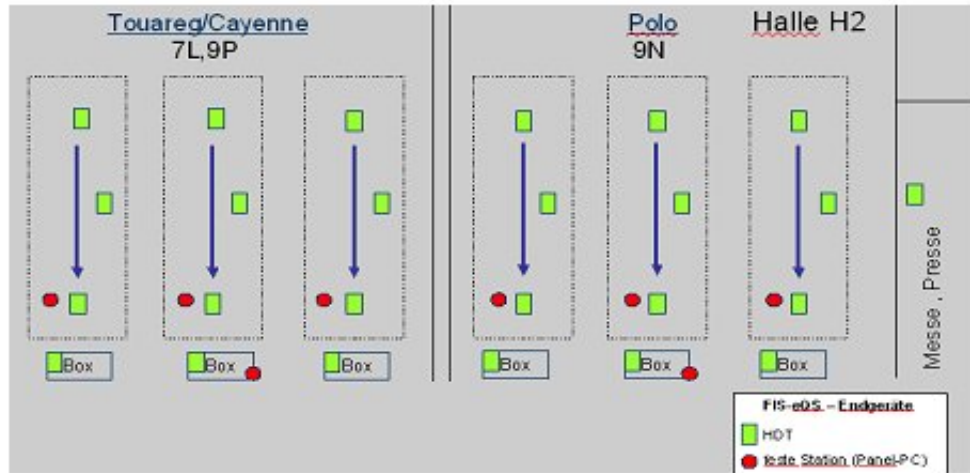 Touareg/Cayenne
7L,9P
Polo
9N
Halle H2
Messe , Presse
Box
Box
Box
Box
Box
Box
FIS-eQS – Endgeräte
HDT
feste Station (Panel-PC)